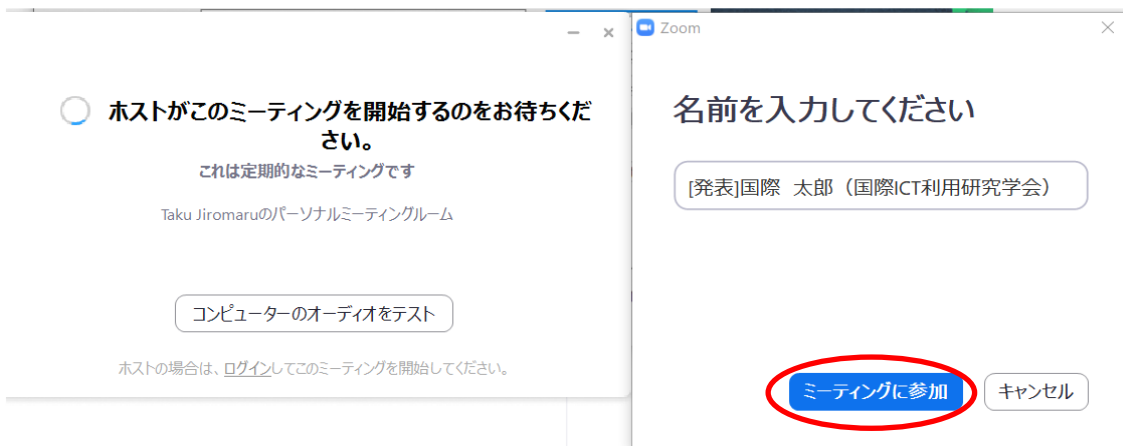 ホストがこのミーティングを開始するのをお待ちくだ
さい。
これは定期的なミーティングです
Taku Jiromaruのパーソナルミーティングルーム
コンピューターのオーディオをテスト
ホストの場合は、ログインしてこのミーティングを開始してください。
Zoom
名前を入力してください
[発表]国際 太郎（国際ICT利用研究学会）
ミーティングに参加
キャンセル